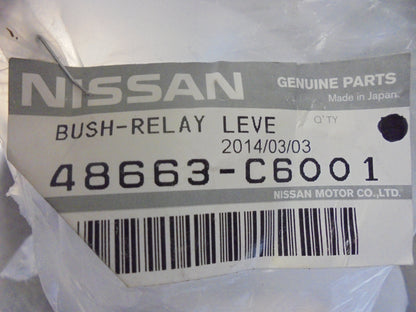 NISSAN
GENUINE PARTS
Made in Japan
BUSH-RELAY LEVE
Q'TY
2014/03/03
48663-C6001
NISSAN MOTOR CO.,LTD.